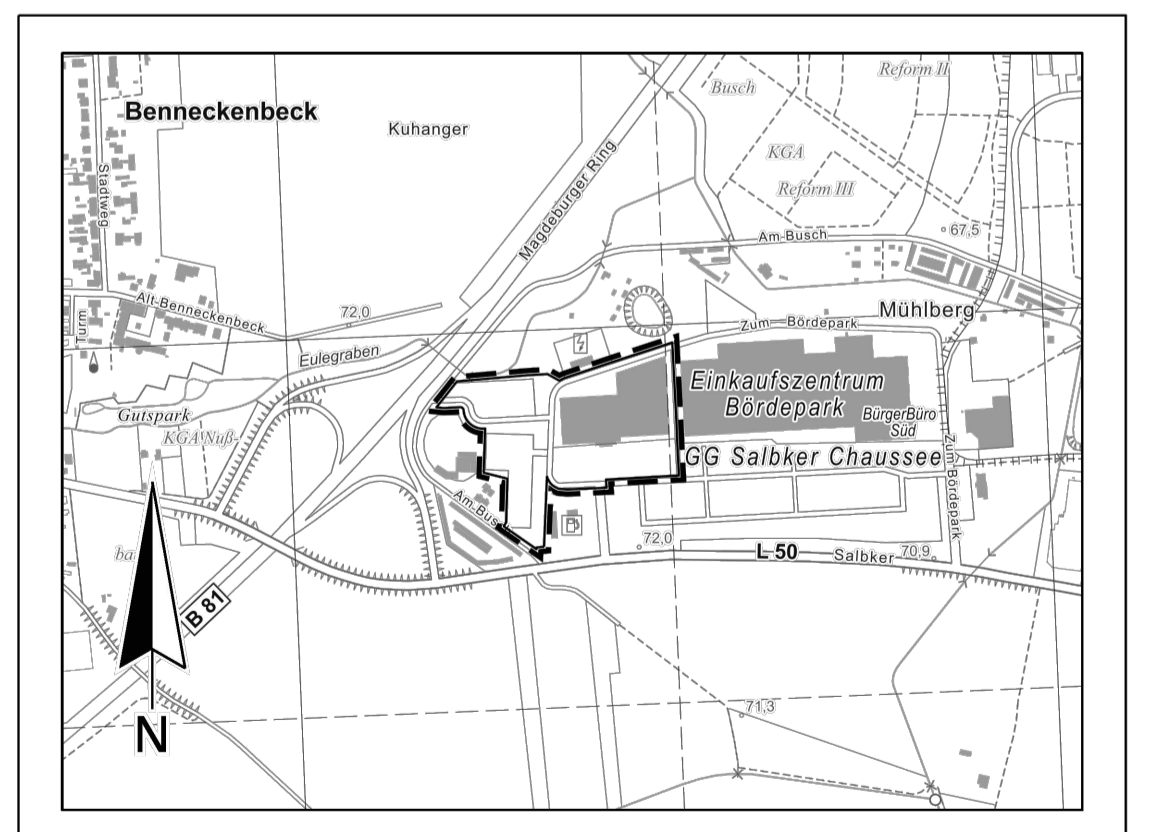 Reform II
Busch
Benneckenbeck
Kuhanger
KGA
Stadtweg
Reform III
Magdeburger Ring
67,5
Am Busch
Alt-Benneckenbeck
72,0
Mühlberg
Turm
Zum Bördepark
Eulegraben
Einkaufszentrum
Bördepark
Gutspark
BürgerBüro
Süd
KGA Nuß-
GG Salbker Chaussee
Zum Bördepark
Am Bus
72,0
L 50
Salbker
70,9
ba
B 81
71,3
N